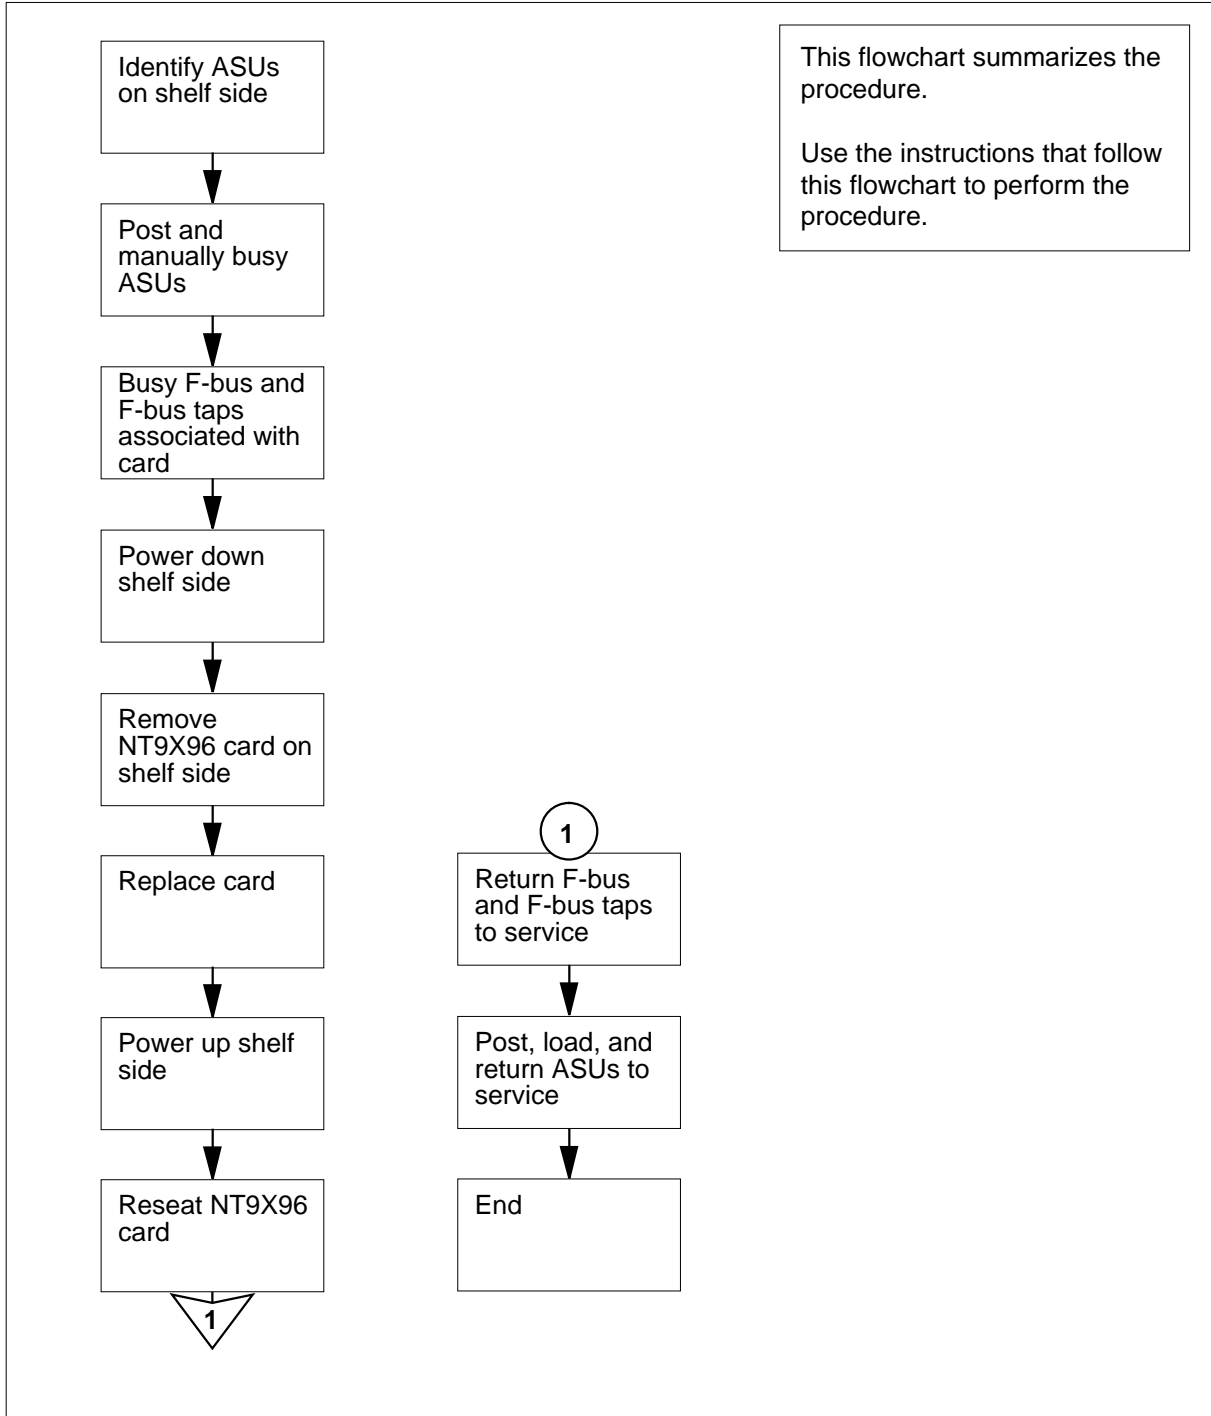 Identify ASUs
on shelf side
Post and
manually busy
ASUs
Busy F-bus and
F-bus taps
associated with
card
Power down
shelf side
Remove
NT9X96 card on
shelf side
Replace card
Power up shelf
side
Reseat NT9X96
card
1
1
Return F-bus
and F-bus taps
to service
Post, load, and
return ASUs to
service
End
This flowchart summarizes the
procedure.
Use the instructions that follow
this flowchart to perform the
procedure.